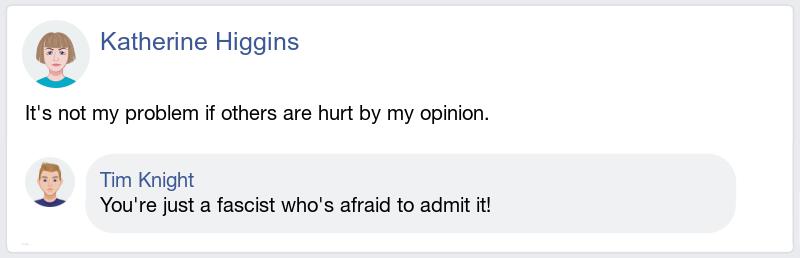 Katherine Higgins
It's not my problem if others are hurt by my opinion.
Tim Knight
You're just a fascist who's afraid to admit it!